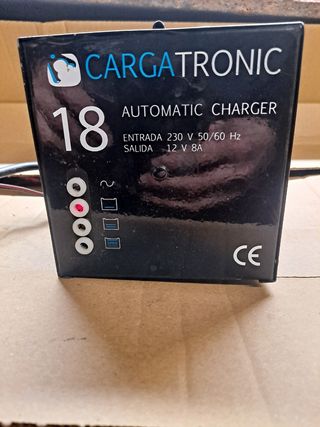 CARGATRONIC
18
AUTOMATIC CHARGER
ENTRADA 230 V 50/60 Hz
SALIDA 12 V 8A
CE